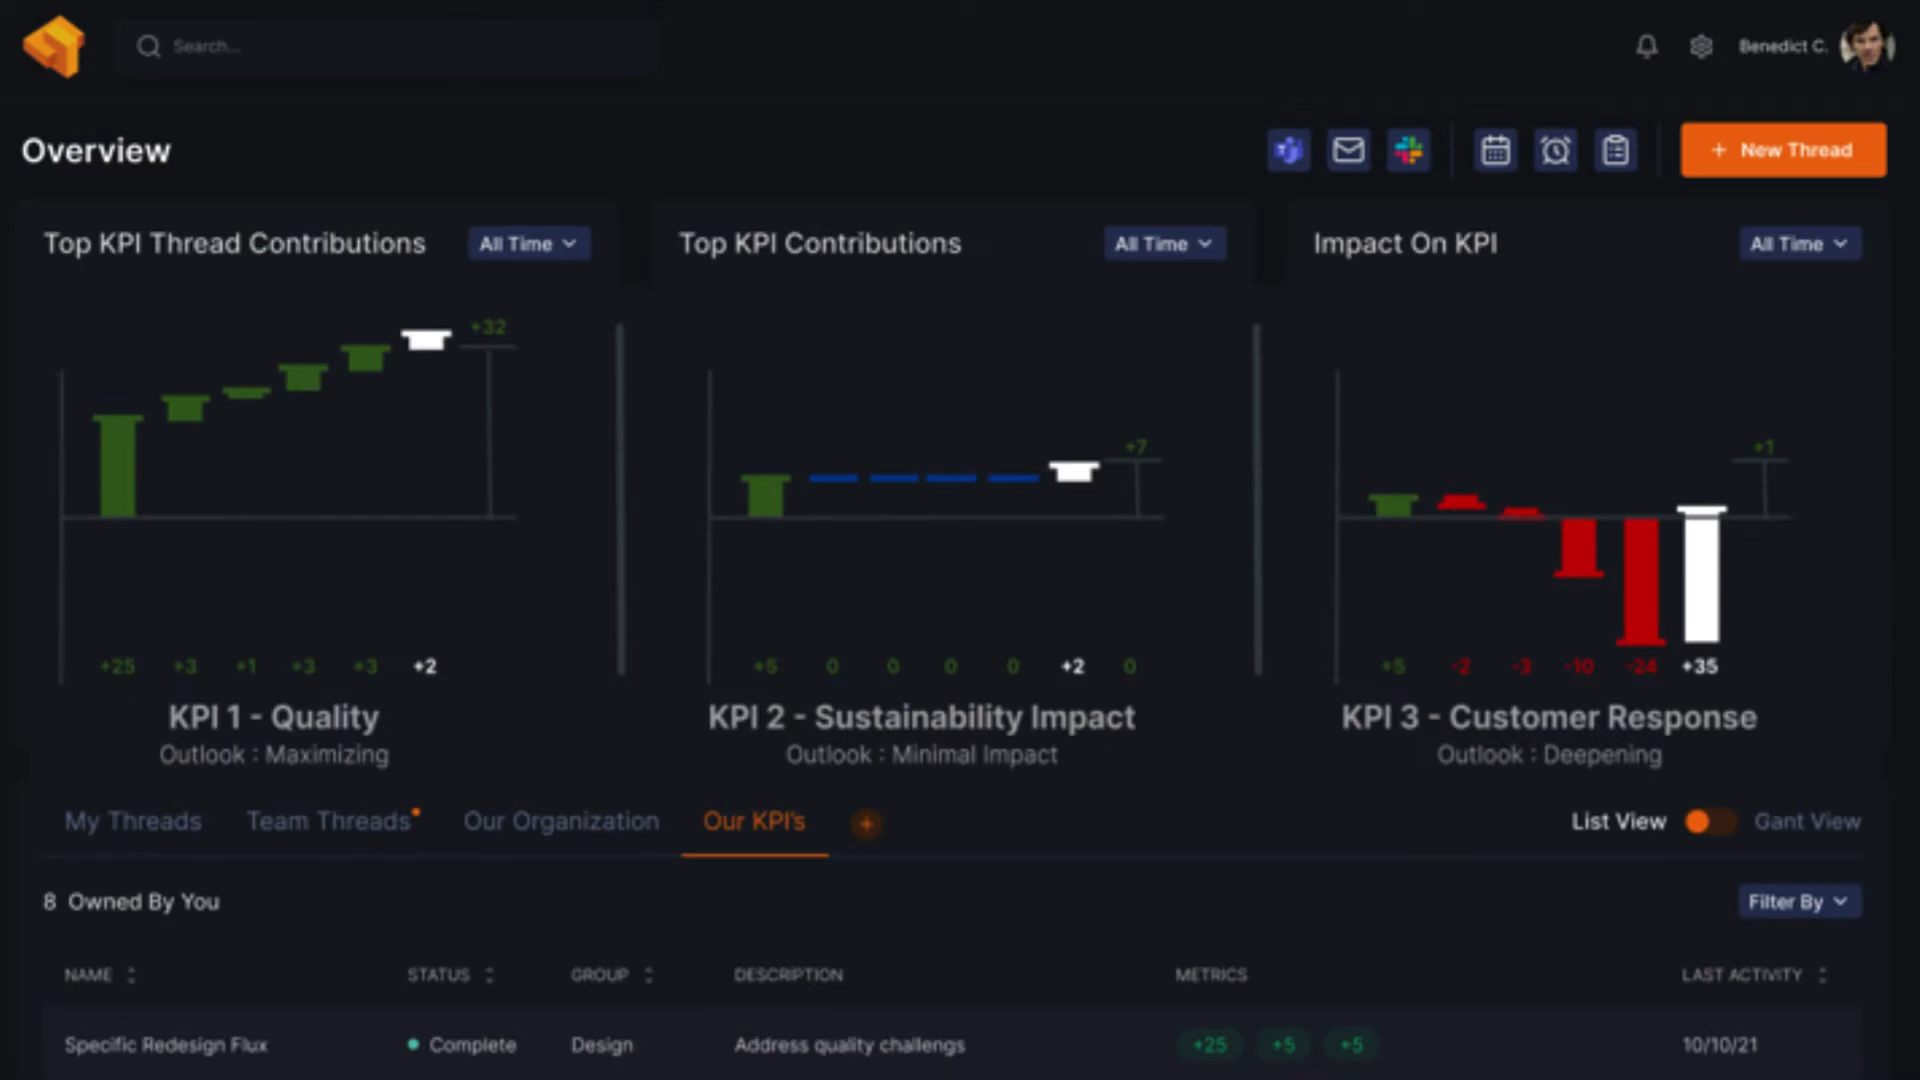 Search...
Benedict C.
Overview
+ New Thread
Top KPI Thread Contributions
All Time
Top KPI Contributions
All Time
Impact On KPI
All Time
+32
+7
+1
+25 +3 +1 +3 +3 +2
+5 0 0 0 0 +2 0
+5 -2 -3 -10 -24 +35
KPI 1 - Quality
Outlook : Maximizing
KPI 2 - Sustainability Impact
Outlook : Minimal Impact
KPI 3 - Customer Response
Outlook : Deepening
My Threads Team Threads Our Organization Our KPI's +
List View Gant View
8 Owned By You
Filter By
NAME STATUS GROUP DESCRIPTION METRICS LAST ACTIVITY
Specific Redesign Flux Complete Design Address quality challengs +25 +5 +5 10/10/21